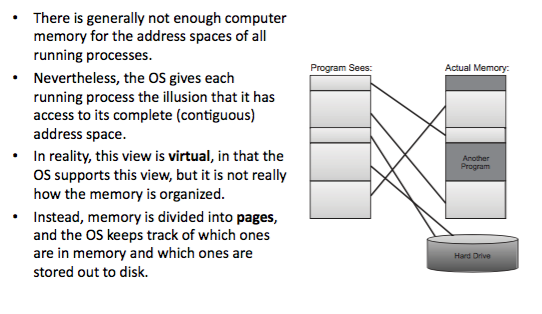 • There is generally not enough computer
memory for the address spaces of all
running processes.
• Nevertheless, the OS gives each
running process the illusion that it has
access to its complete (contiguous)
address space.
• In reality, this view is virtual, in that the
OS supports this view, but it is not really
how the memory is organized.
• Instead, memory is divided into pages,
and the OS keeps track of which ones
are in memory and which ones are
stored out to disk.
Program Sees:
Actual Memory:
Another
Program
Hard Drive